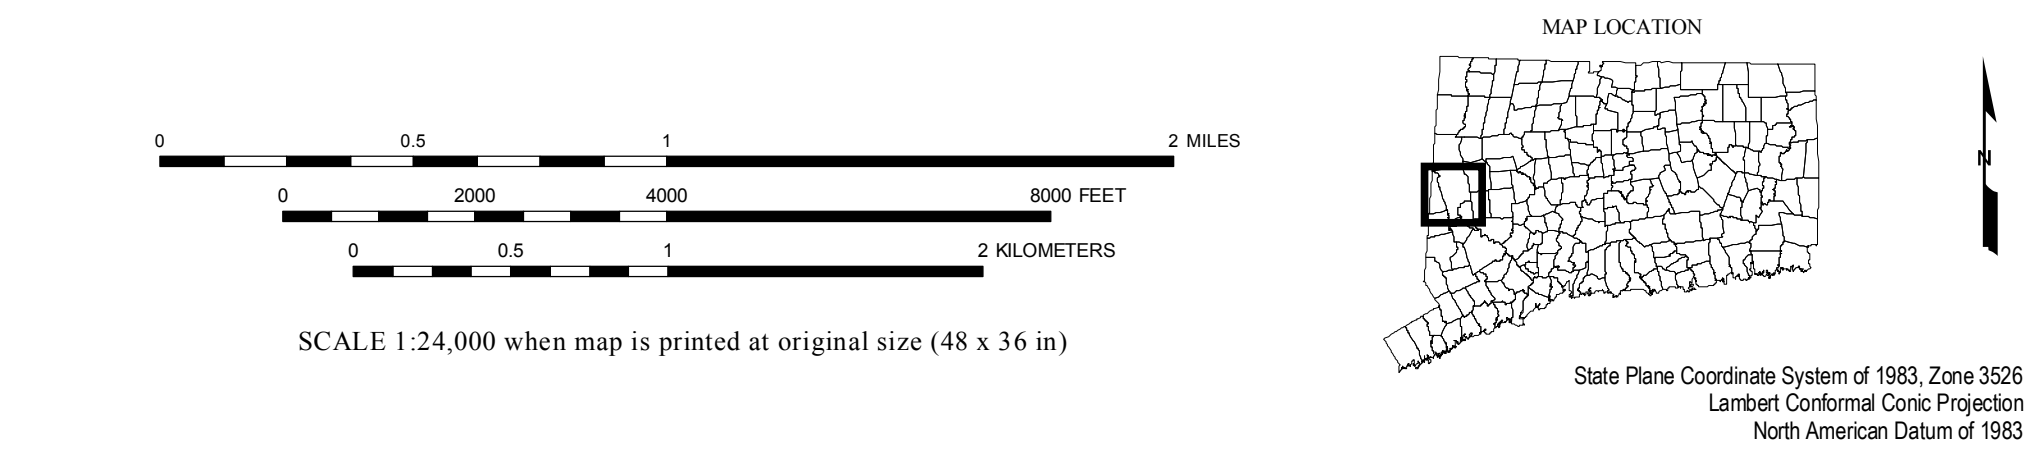 MAP LOCATION
0 0.5 1 2 MILES
0 2000 4000 8000 FEET
0 0.5 1 2 KILOMETERS
SCALE 1:24,000 when map is printed at original size (48 x 36 in)
N
State Plane Coordinate System of 1983, Zone 3526
Lambert Conformal Conic Projection
North American Datum of 1983